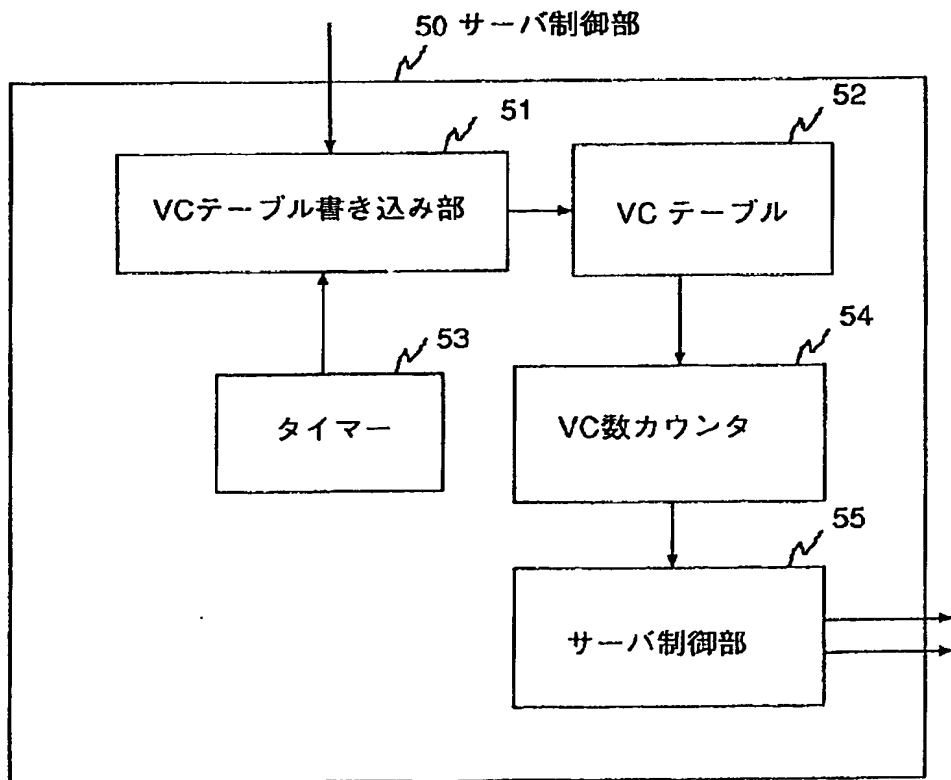 50 サーバ制御部
51
VCテーブル書き込み部
52
VC テーブル
53
タイマー
54
VC数カウンタ
55
サーバ制御部